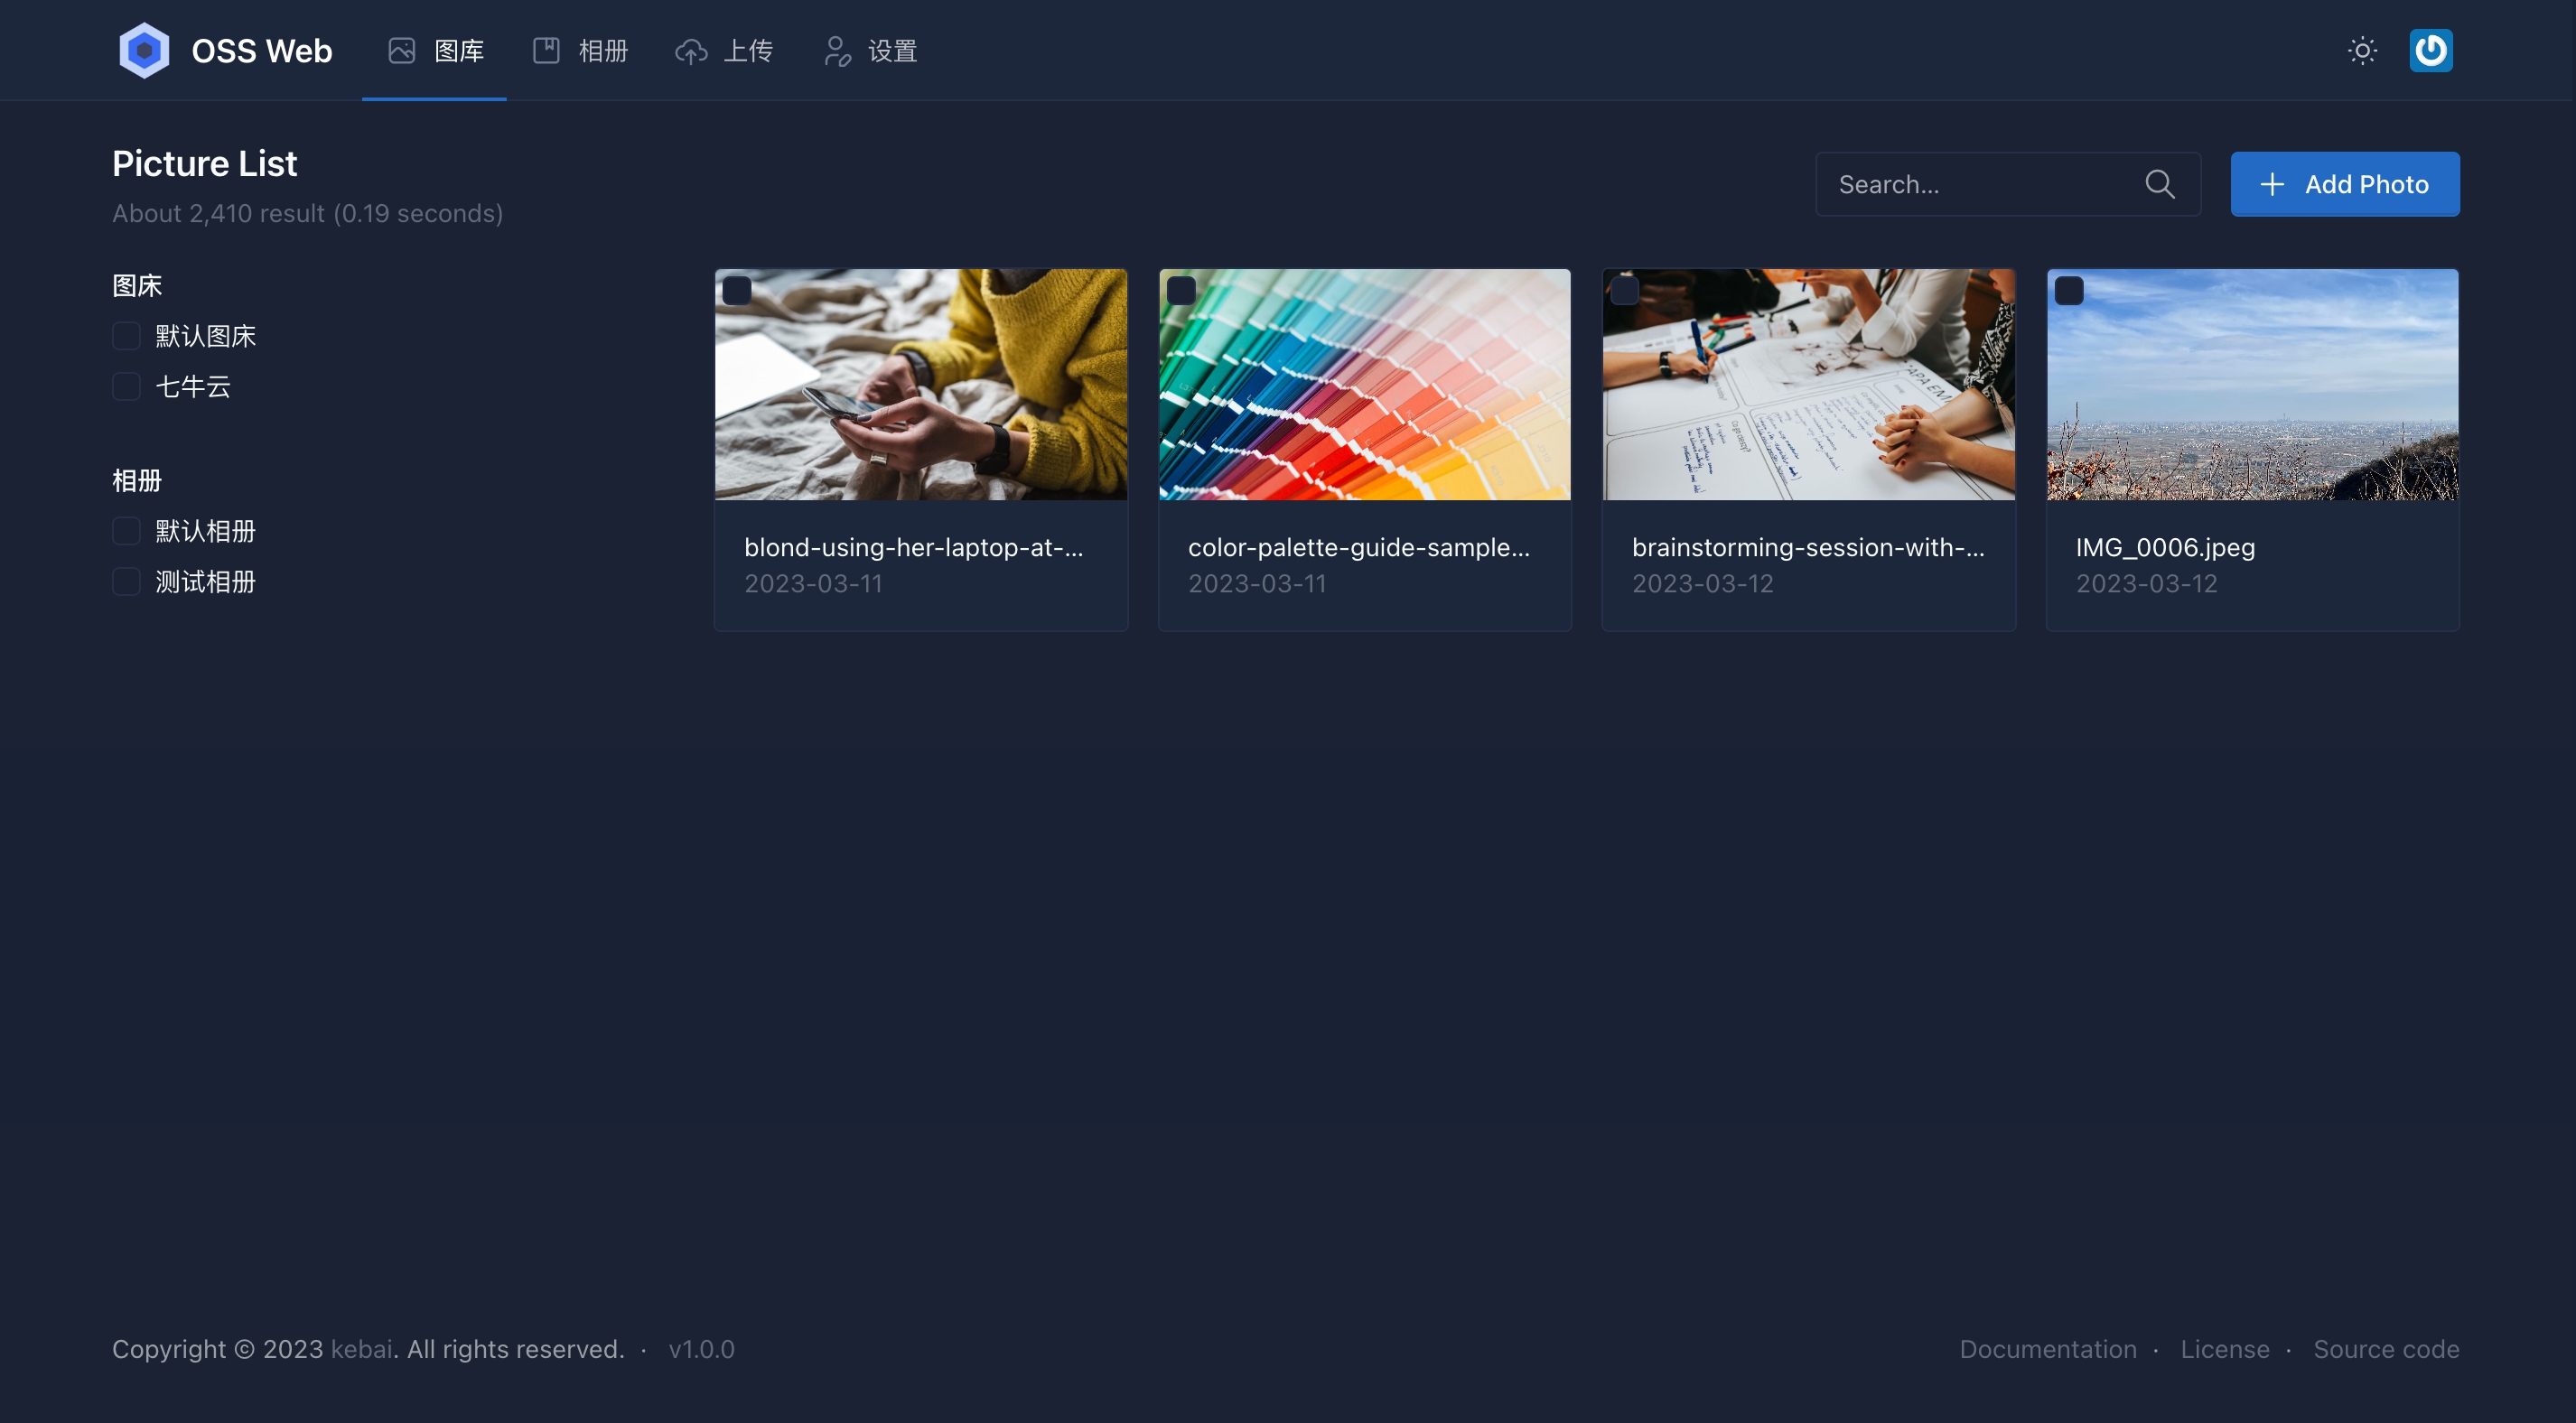 OSS Web
图库
相册
上传
设置
Picture List
About 2,410 result (0.19 seconds)
Search…
Add Photo
图床
默认图床
七牛云
相册
默认相册
测试相册
blond-using-her-laptop-at-...
2023-03-11
color-palette-guide-sample...
2023-03-11
brainstorming-session-with-...
2023-03-12
IMG_0006.jpeg
2023-03-12
Copyright © 2023 kebai. All rights reserved. · v1.0.0
Documentation · License · Source code